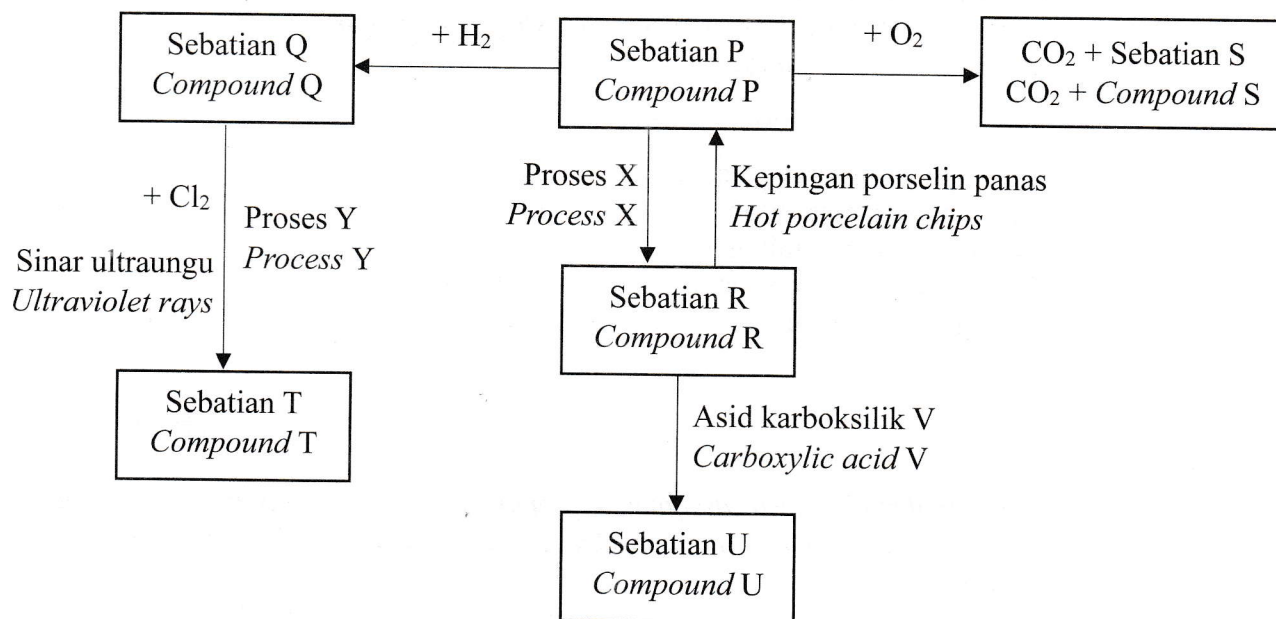 Sebatian Q
Compound Q
+ H₂
Sebatian P
Compound P
+ O₂
CO₂ + Sebatian S
CO₂ + Compound S
+ Cl₂
Sinar ultraungu
Ultraviolet rays
Proses Y
Process Y
Proses X
Process X
Kepingan porselin panas
Hot porcelain chips
Sebatian R
Compound R
Sebatian T
Compound T
Asid karboksilik V
Carboxylic acid V
Sebatian U
Compound U